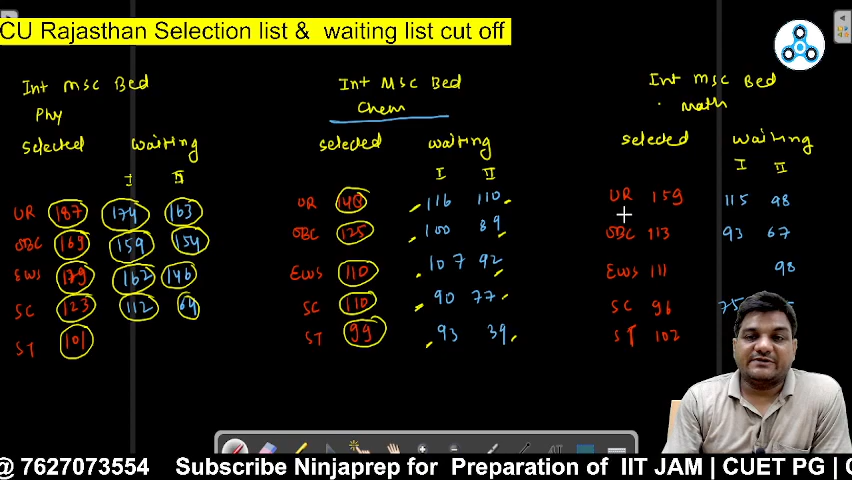 CU Rajasthan Selection list & waiting list cut off
Int MSC Bed
Phy
Selected waiting
I II
UR 187 174 163
OBC 169 159 154
EWS 179 162 146
SC 123 112 64
ST 101
Int MSC Bed
Chem
selected waiting
I II
UR
OBC 125 100 89
EWS 110 107 92
SC 110 90 77
ST 99 93 39
Int MSC Bed
math
selected waiting
I II
UR 159 115 98
OBC 113 93 67
EWS 111 98
SC 96 75
ST 102
@ 7627073554 Subscribe Ninjaprep for Preparation of IIT JAM | CUET PG |